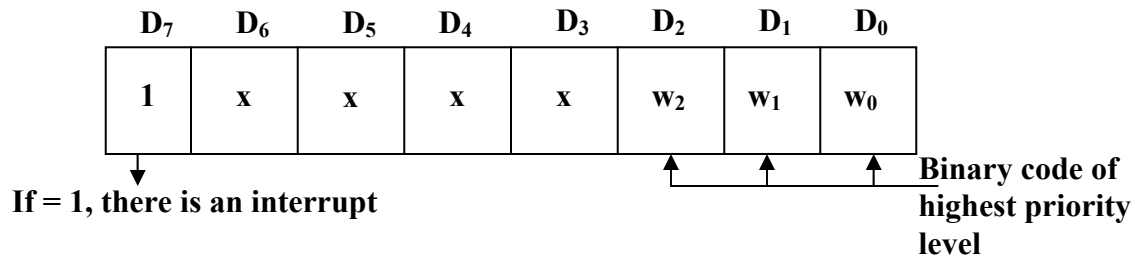 D₇ D₆ D₅ D₄ D₃ D₂ D₁ D₀
1 x x x x w₂ w₁ w₀
If = 1, there is an interrupt
Binary code of
highest priority
level